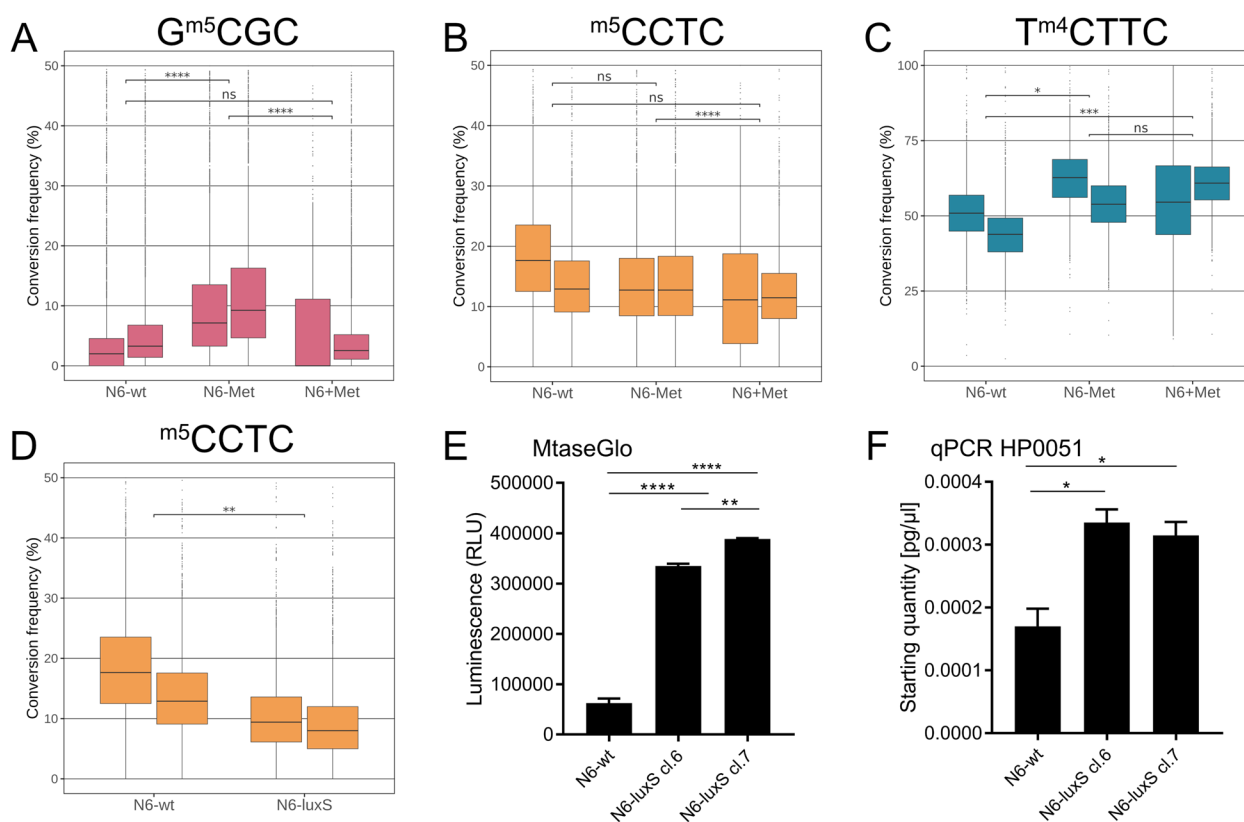 A
Gm5CGC
Conversion frequency (%)
50
40
30
20
10
0
****
ns
****
N6-wt
N6-Met
N6+Met
B
m5CCTC
Conversion frequency (%)
50
40
30
20
10
0
ns
ns
****
N6-wt
N6-Met
N6+Met
C
Tm4CTTC
Conversion frequency (%)
100
75
50
25
0
*
***
ns
N6-wt
N6-Met
N6+Met
D
m5CCTC
Conversion frequency (%)
50
40
30
20
10
0
**
N6-wt
N6-luxS
E
MtaseGlo
Luminescence (RLU)
500000
400000
300000
200000
100000
0
****
****
**
N6-wt
N6-luxS cl.6
N6-luxS cl.7
F
qPCR HP0051
Starting quantity [pg/µl]
0.0004
0.0003
0.0002
0.0001
0.0000
*
*
N6-wt
N6-luxS cl.6
N6-luxS cl.7